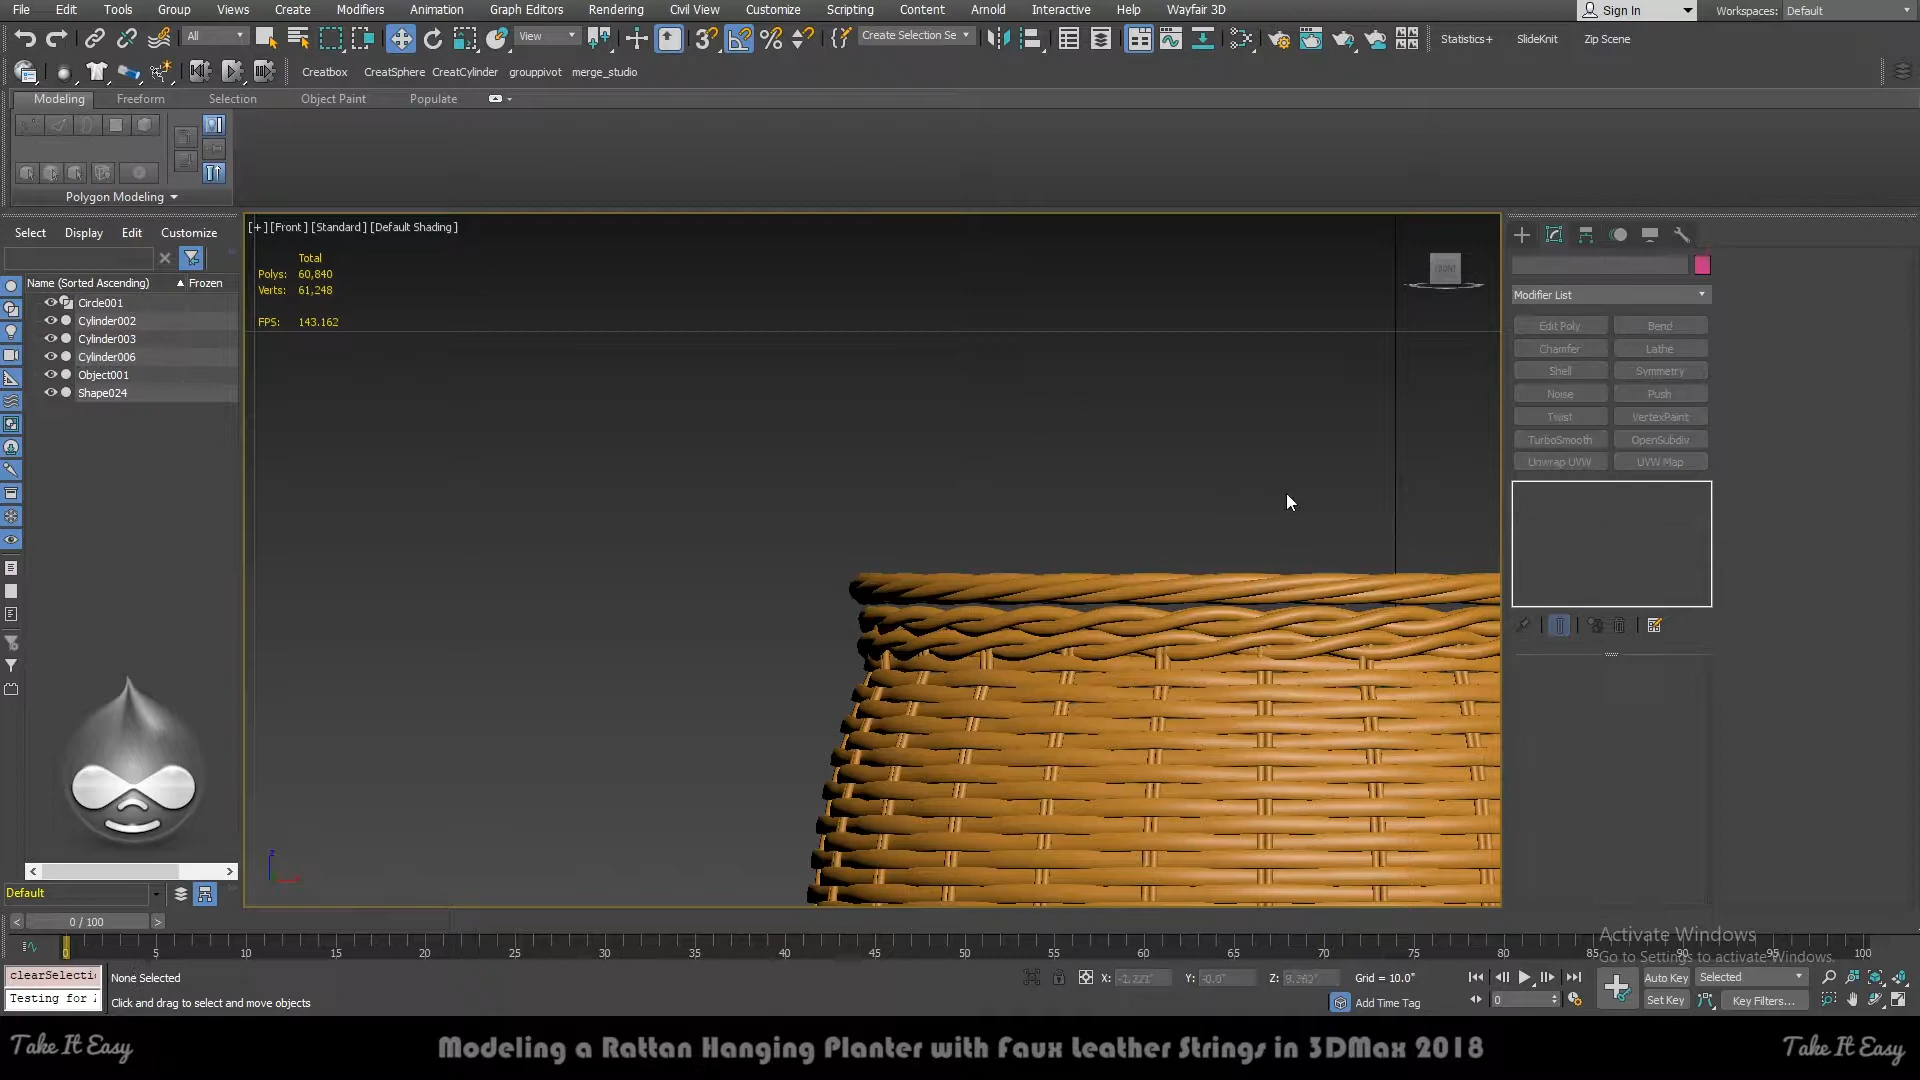 File Edit Tools Group Views Create Modifiers Animation Graph Editors Rendering Civil View Customize Scripting Content Arnold Interactive Help Wayfair 3D Sign In Workspaces: Default
All View Create Selection Se Statistics+ SlideKnit Zip Scene
Creatbox CreatSphere CreatCylinder grouppivot merge_studio
Modeling Freeform Selection Object Paint Populate
Polygon Modeling
Select Display Edit Customize
[+] [Front] [Standard] [Default Shading]
Total
Polys: 60,840
Verts: 61,248
FPS: 143.162
FRONT
Name (Sorted Ascending) Frozen
Circle001
Cylinder002
Cylinder003
Cylinder006
Object001
Shape024
Modifier List
Edit Poly Bend
Chamfer Lathe
Shell Symmetry
Noise Push
Twist VertexPaint
TurboSmooth OpenSubdiv
Unwrap UVW UVW Map
z
Default
0 / 100
0 5 10 15 20 25 30 35 40 45 50 55 60 65 70 75 80 85 90 95 100
Activate Windows
Go to Settings to activate Windows.
clearSelecti None Selected X: Y: Z: Grid = 10.0" Auto Key Selected
Testing for Click and drag to select and move objects Add Time Tag 0 Set Key Key Filters...
Take It Easy Modeling a Rattan Hanging Planter with Faux Leather Strings in 3DMax 2018 Take It Easy